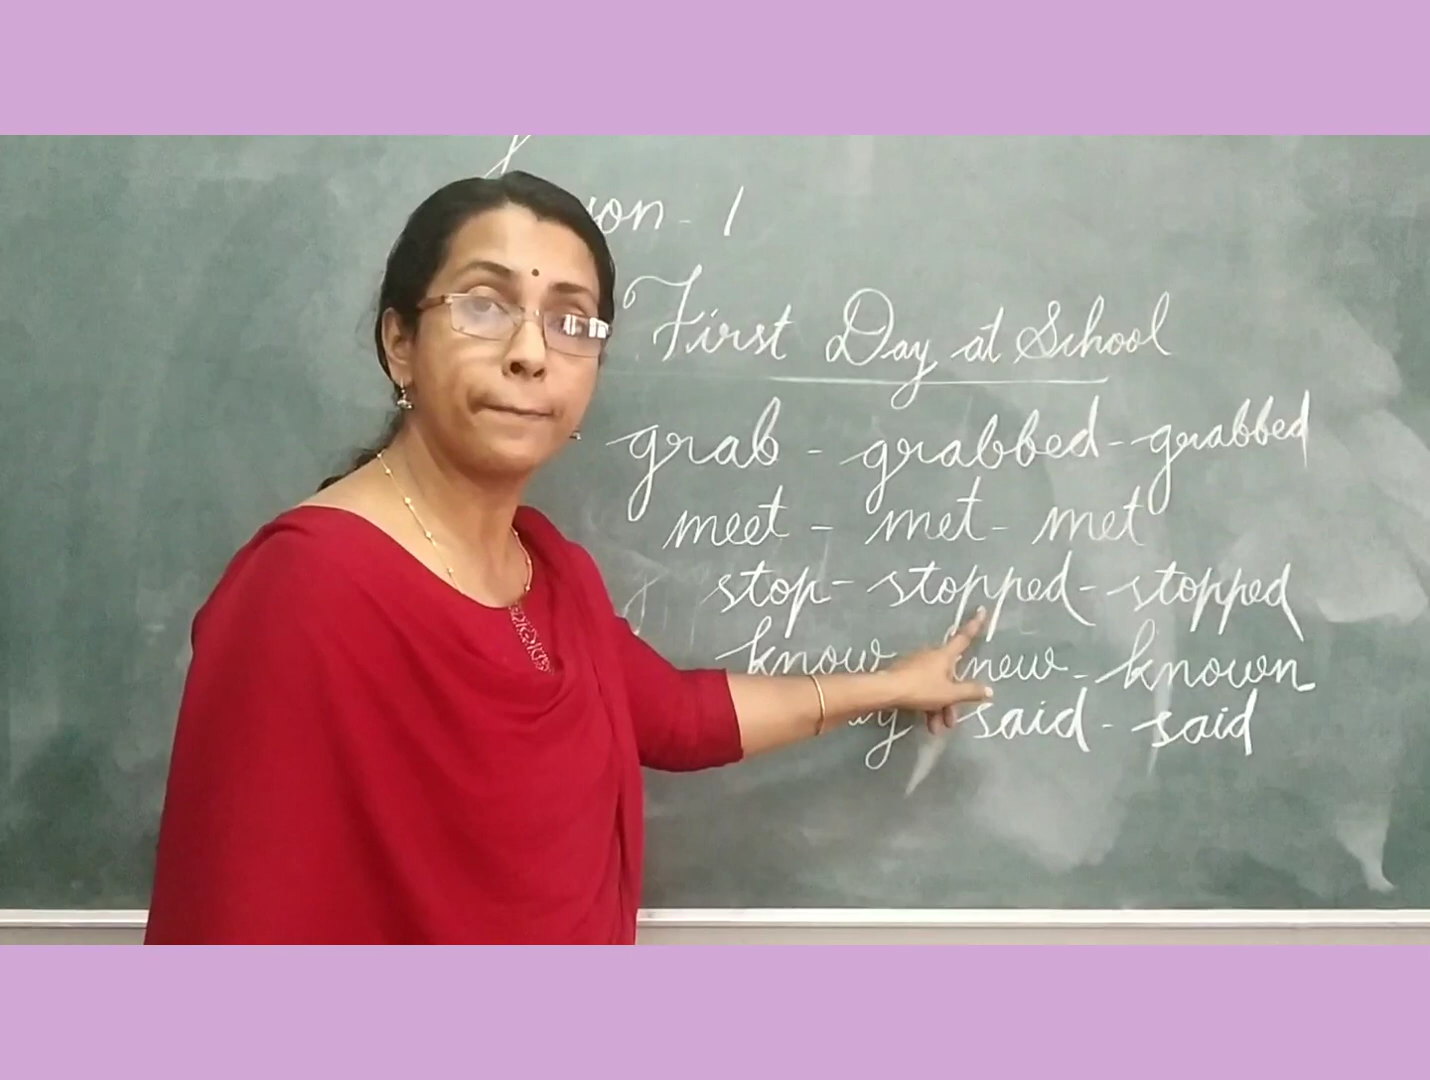 - 1
First Day at School
grab - grabbed - grabbed
meet - met - met
stop - stopped - stopped
know knew - known
said - said